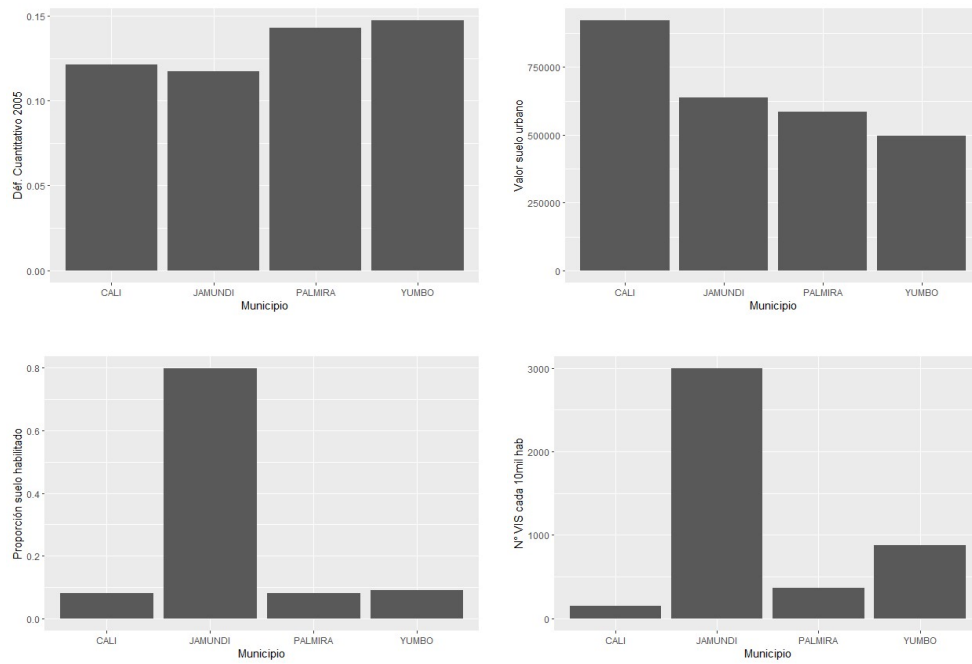 Déf. Cuantitativo 2005
0.15
0.10
0.05
0.00
CALI JAMUNDI PALMIRA YUMBO
Municipio
Valor suelo urbano
750000
500000
250000
0
CALI JAMUNDI PALMIRA YUMBO
Municipio
Proporción suelo habilitado
0.8
0.6
0.4
0.2
0.0
CALI JAMUNDI PALMIRA YUMBO
Municipio
N° VIS cada 10mil hab
3000
2000
1000
0
CALI JAMUNDI PALMIRA YUMBO
Municipio